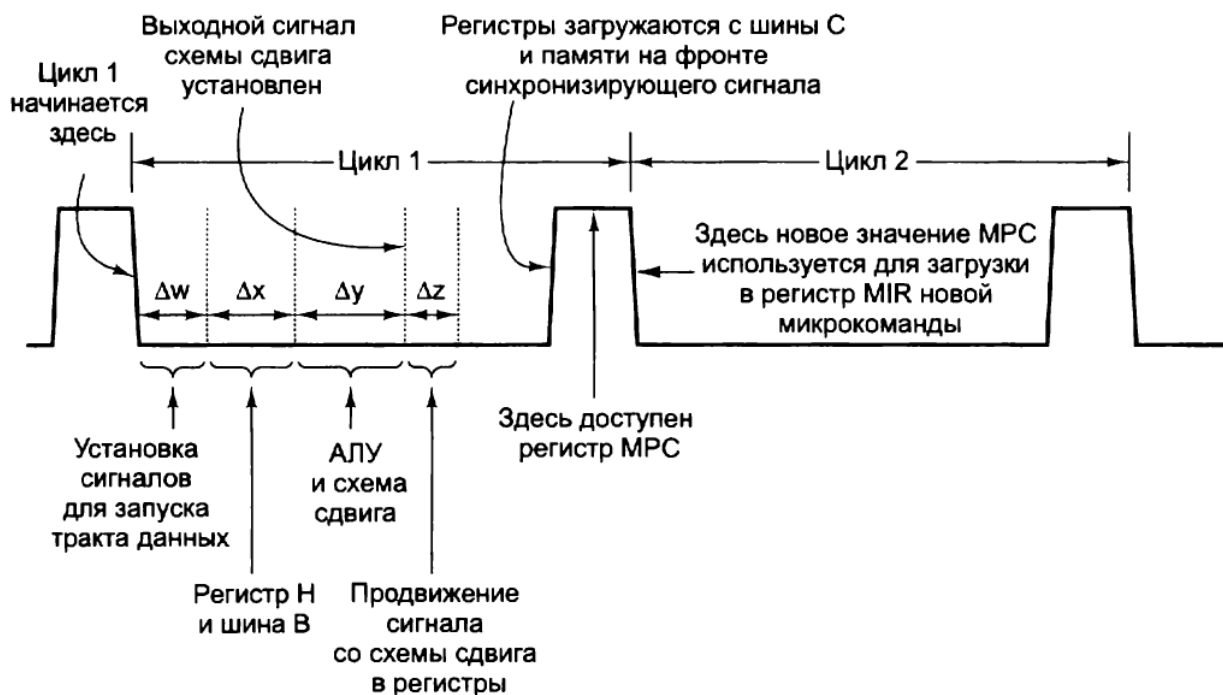 Выходной сигнал
схемы сдвига
установлен
Регистры загружаются с шины C
и памяти на фронте
синхронизирующего сигнала
Цикл 1
начинается
здесь
Цикл 1
Цикл 2
Здесь новое значение MPC
используется для загрузки
в регистр MIR новой
микрокоманды
Δw
Δx
Δy
Δz
Установка
сигналов
для запуска
тракта данных
АЛУ
и схема
сдвига
Здесь доступен
регистр MPC
Регистр H
и шина B
Продвижение
сигнала
со схемы сдвига
в регистры